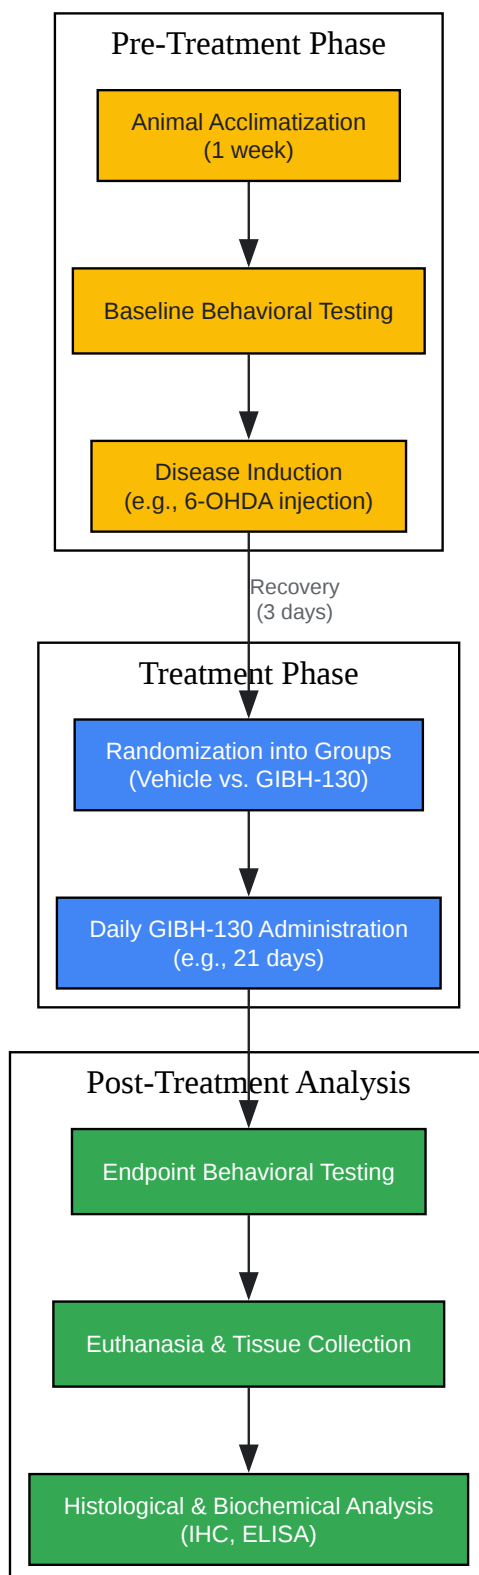 Pre-Treatment Phase
Animal Acclimatization
(1 week)
Baseline Behavioral Testing
Disease Induction
(e.g., 6-OHDA injection)
Recovery
(3 days)
Treatment Phase
Randomization into Groups
(Vehicle vs. GIBH-130)
Daily GIBH-130 Administration
(e.g., 21 days)
Post-Treatment Analysis
Endpoint Behavioral Testing
Euthanasia & Tissue Collection
Histological & Biochemical Analysis
(IHC, ELISA)